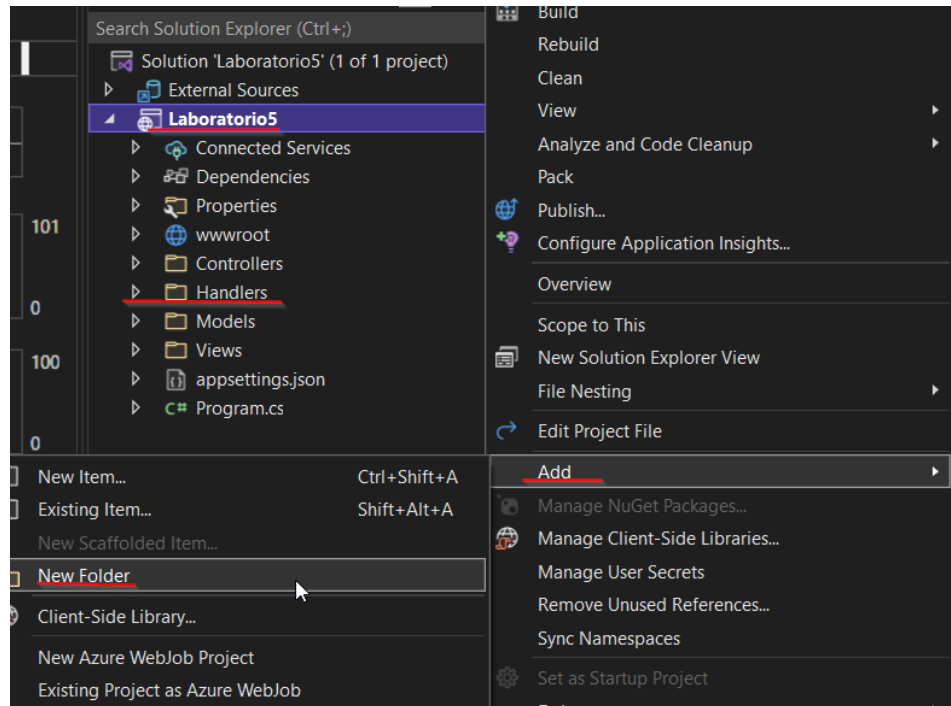 Search Solution Explorer (Ctrl+;)
Solution 'Laboratorio5' (1 of 1 project)
External Sources
Laboratorio5
Connected Services
Dependencies
Properties
wwwroot
Controllers
Handlers
Models
Views
appsettings.json
C# Program.cs
101
0
100
0
Build
Rebuild
Clean
View
Analyze and Code Cleanup
Pack
Publish...
Configure Application Insights...
Overview
Scope to This
New Solution Explorer View
File Nesting
Edit Project File
Add
Manage NuGet Packages...
Manage Client-Side Libraries...
Manage User Secrets
Remove Unused References...
Sync Namespaces
Set as Startup Project
New Item... Ctrl+Shift+A
Existing Item... Shift+Alt+A
New Scaffolded Item...
New Folder
Client-Side Library...
New Azure WebJob Project
Existing Project as Azure WebJob